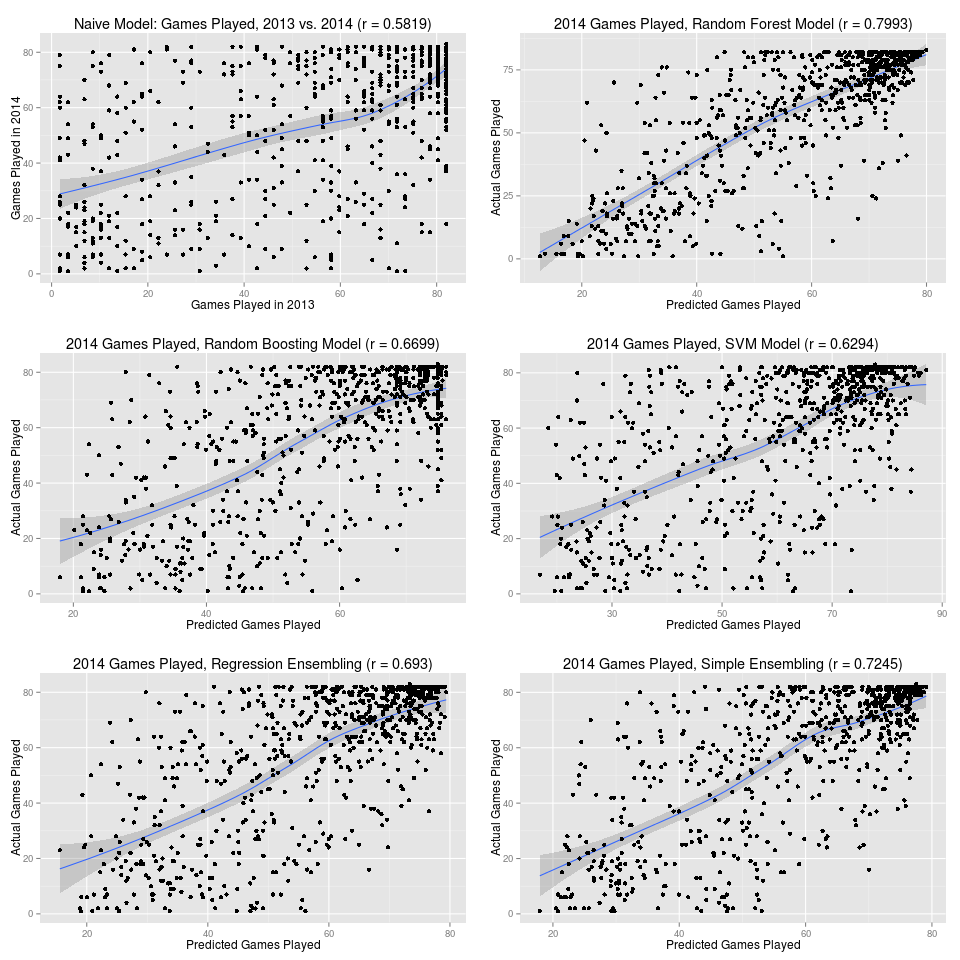 Naive Model: Games Played, 2013 vs. 2014 (r = 0.5819)
Games Played in 2014
80
60
40
20
0
0 20 40 60 80
Games Played in 2013
2014 Games Played, Random Forest Model (r = 0.7993)
Actual Games Played
75
50
25
0
20 40 60 80
Predicted Games Played
2014 Games Played, Random Boosting Model (r = 0.6699)
Actual Games Played
80
60
40
20
0
20 40 60
Predicted Games Played
2014 Games Played, SVM Model (r = 0.6294)
Actual Games Played
80
60
40
20
0
30 50 70 90
Predicted Games Played
2014 Games Played, Regression Ensembling (r = 0.693)
Actual Games Played
80
60
40
20
0
20 40 60 80
Predicted Games Played
2014 Games Played, Simple Ensembling (r = 0.7245)
Actual Games Played
80
60
40
20
0
20 40 60 80
Predicted Games Played